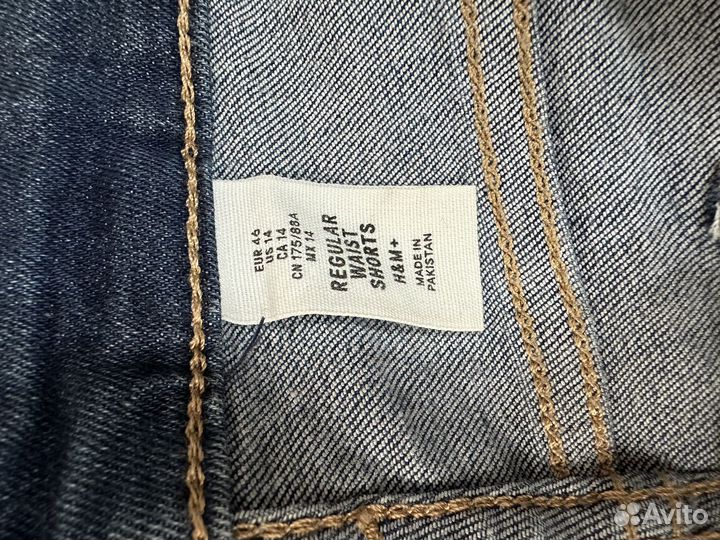 EUR 46
US 14
CA 14
CN 175/88A
MX 14
REGULAR
WAIST
SHORTS
H&M+
MADE IN
PAKISTAN
Avito